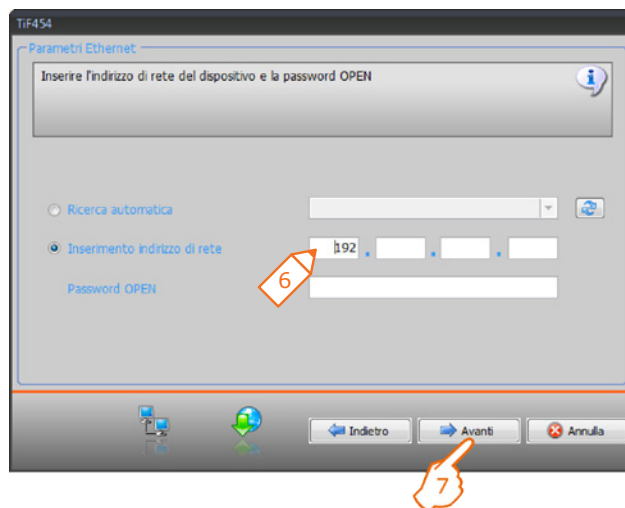 TiF454
Parametri Ethernet
Inserire l'indirizzo di rete del dispositivo e la password OPEN
Ricerca automatica
Inserimento indirizzo di rete 192 . . .
6
Password OPEN
Indietro Avanti Annulla
7